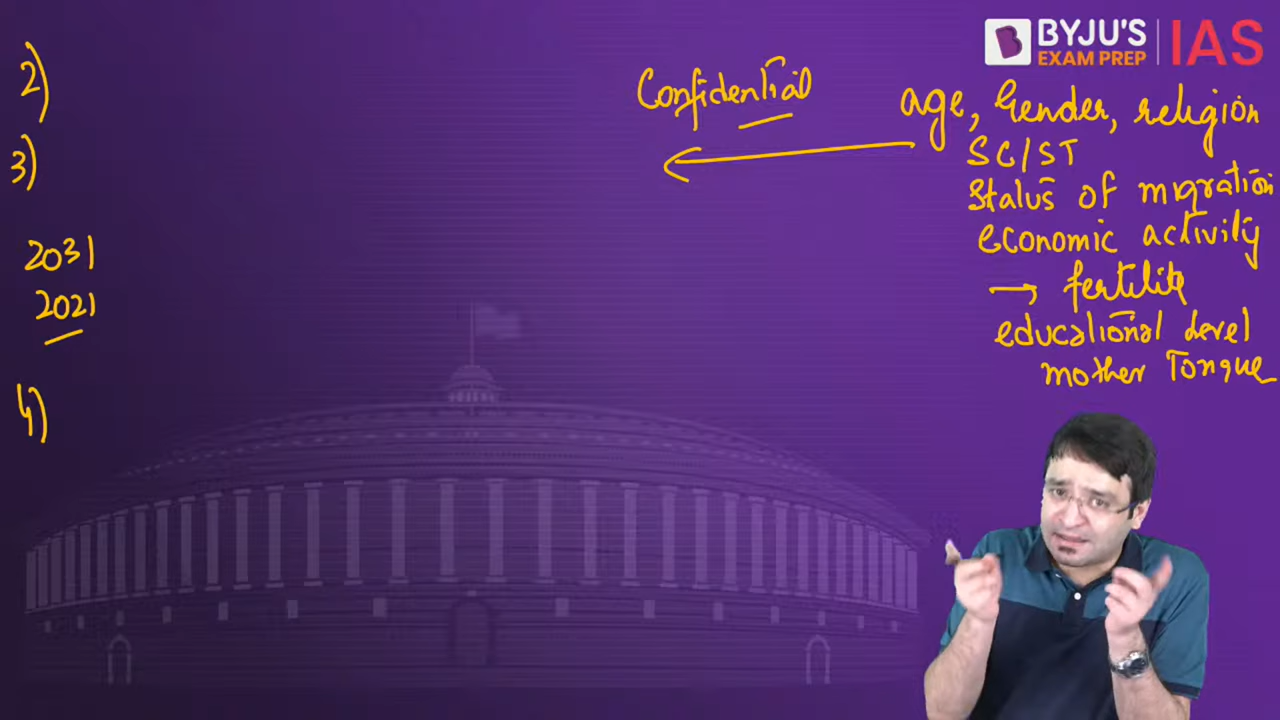 BYJU'S
EXAM PREP
IAS
2)
3)
2031
2021
4)
Confidential
age, Gender, religion
SC/ST
Status of migration
economic activity
→ fertilite
educational level
mother Tongue